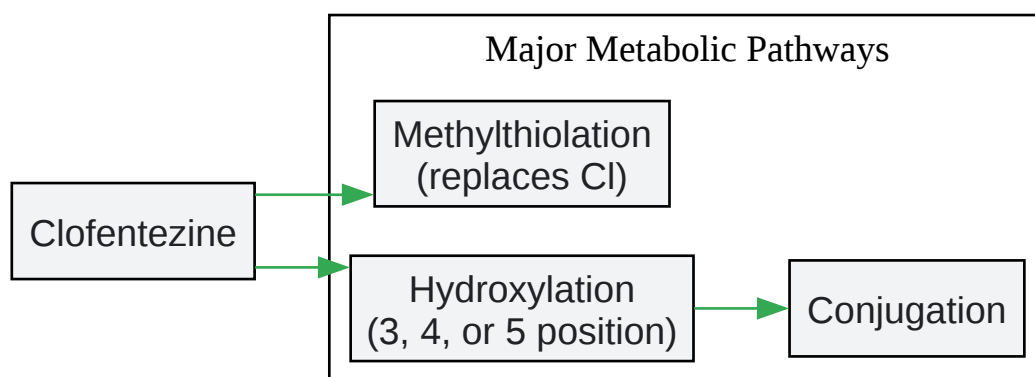 Major Metabolic Pathways
Methylthiolation
(replaces Cl)
Clofentezine
Hydroxylation
(3, 4, or 5 position)
Conjugation